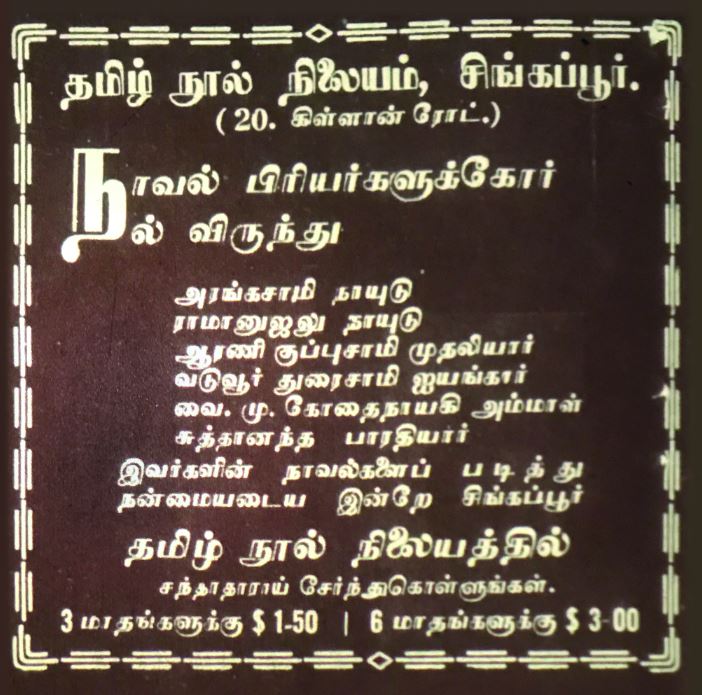 தமிழ் நூல் நிலையம், சிங்கப்பூர்.
( 20. கிள்ளான் ரோட்.)
நாவல் பிரியர்களுக்கோர்
நல் விருந்து
அரங்கசாமி நாயுடு
ராமானுஜலு நாயுடு
ஆரணி குப்புசாமி முதலியார்
வடுவூர் துரைசாமி ஐயங்கார்
வை. மு. கோதைநாயகி அம்மாள்
சுத்தானந்த பாரதியார்
இவர்களின் நாவல்களைப் படித்து
நன்மையடைய இன்றே சிங்கப்பூர்
தமிழ் நூல் நிலையத்தில்
சந்தாதாராய் சேர்ந்துகொள்ளுங்கள்.
3 மாதங்களுக்கு $ 1-50 | 6 மாதங்களுக்கு $ 3-00